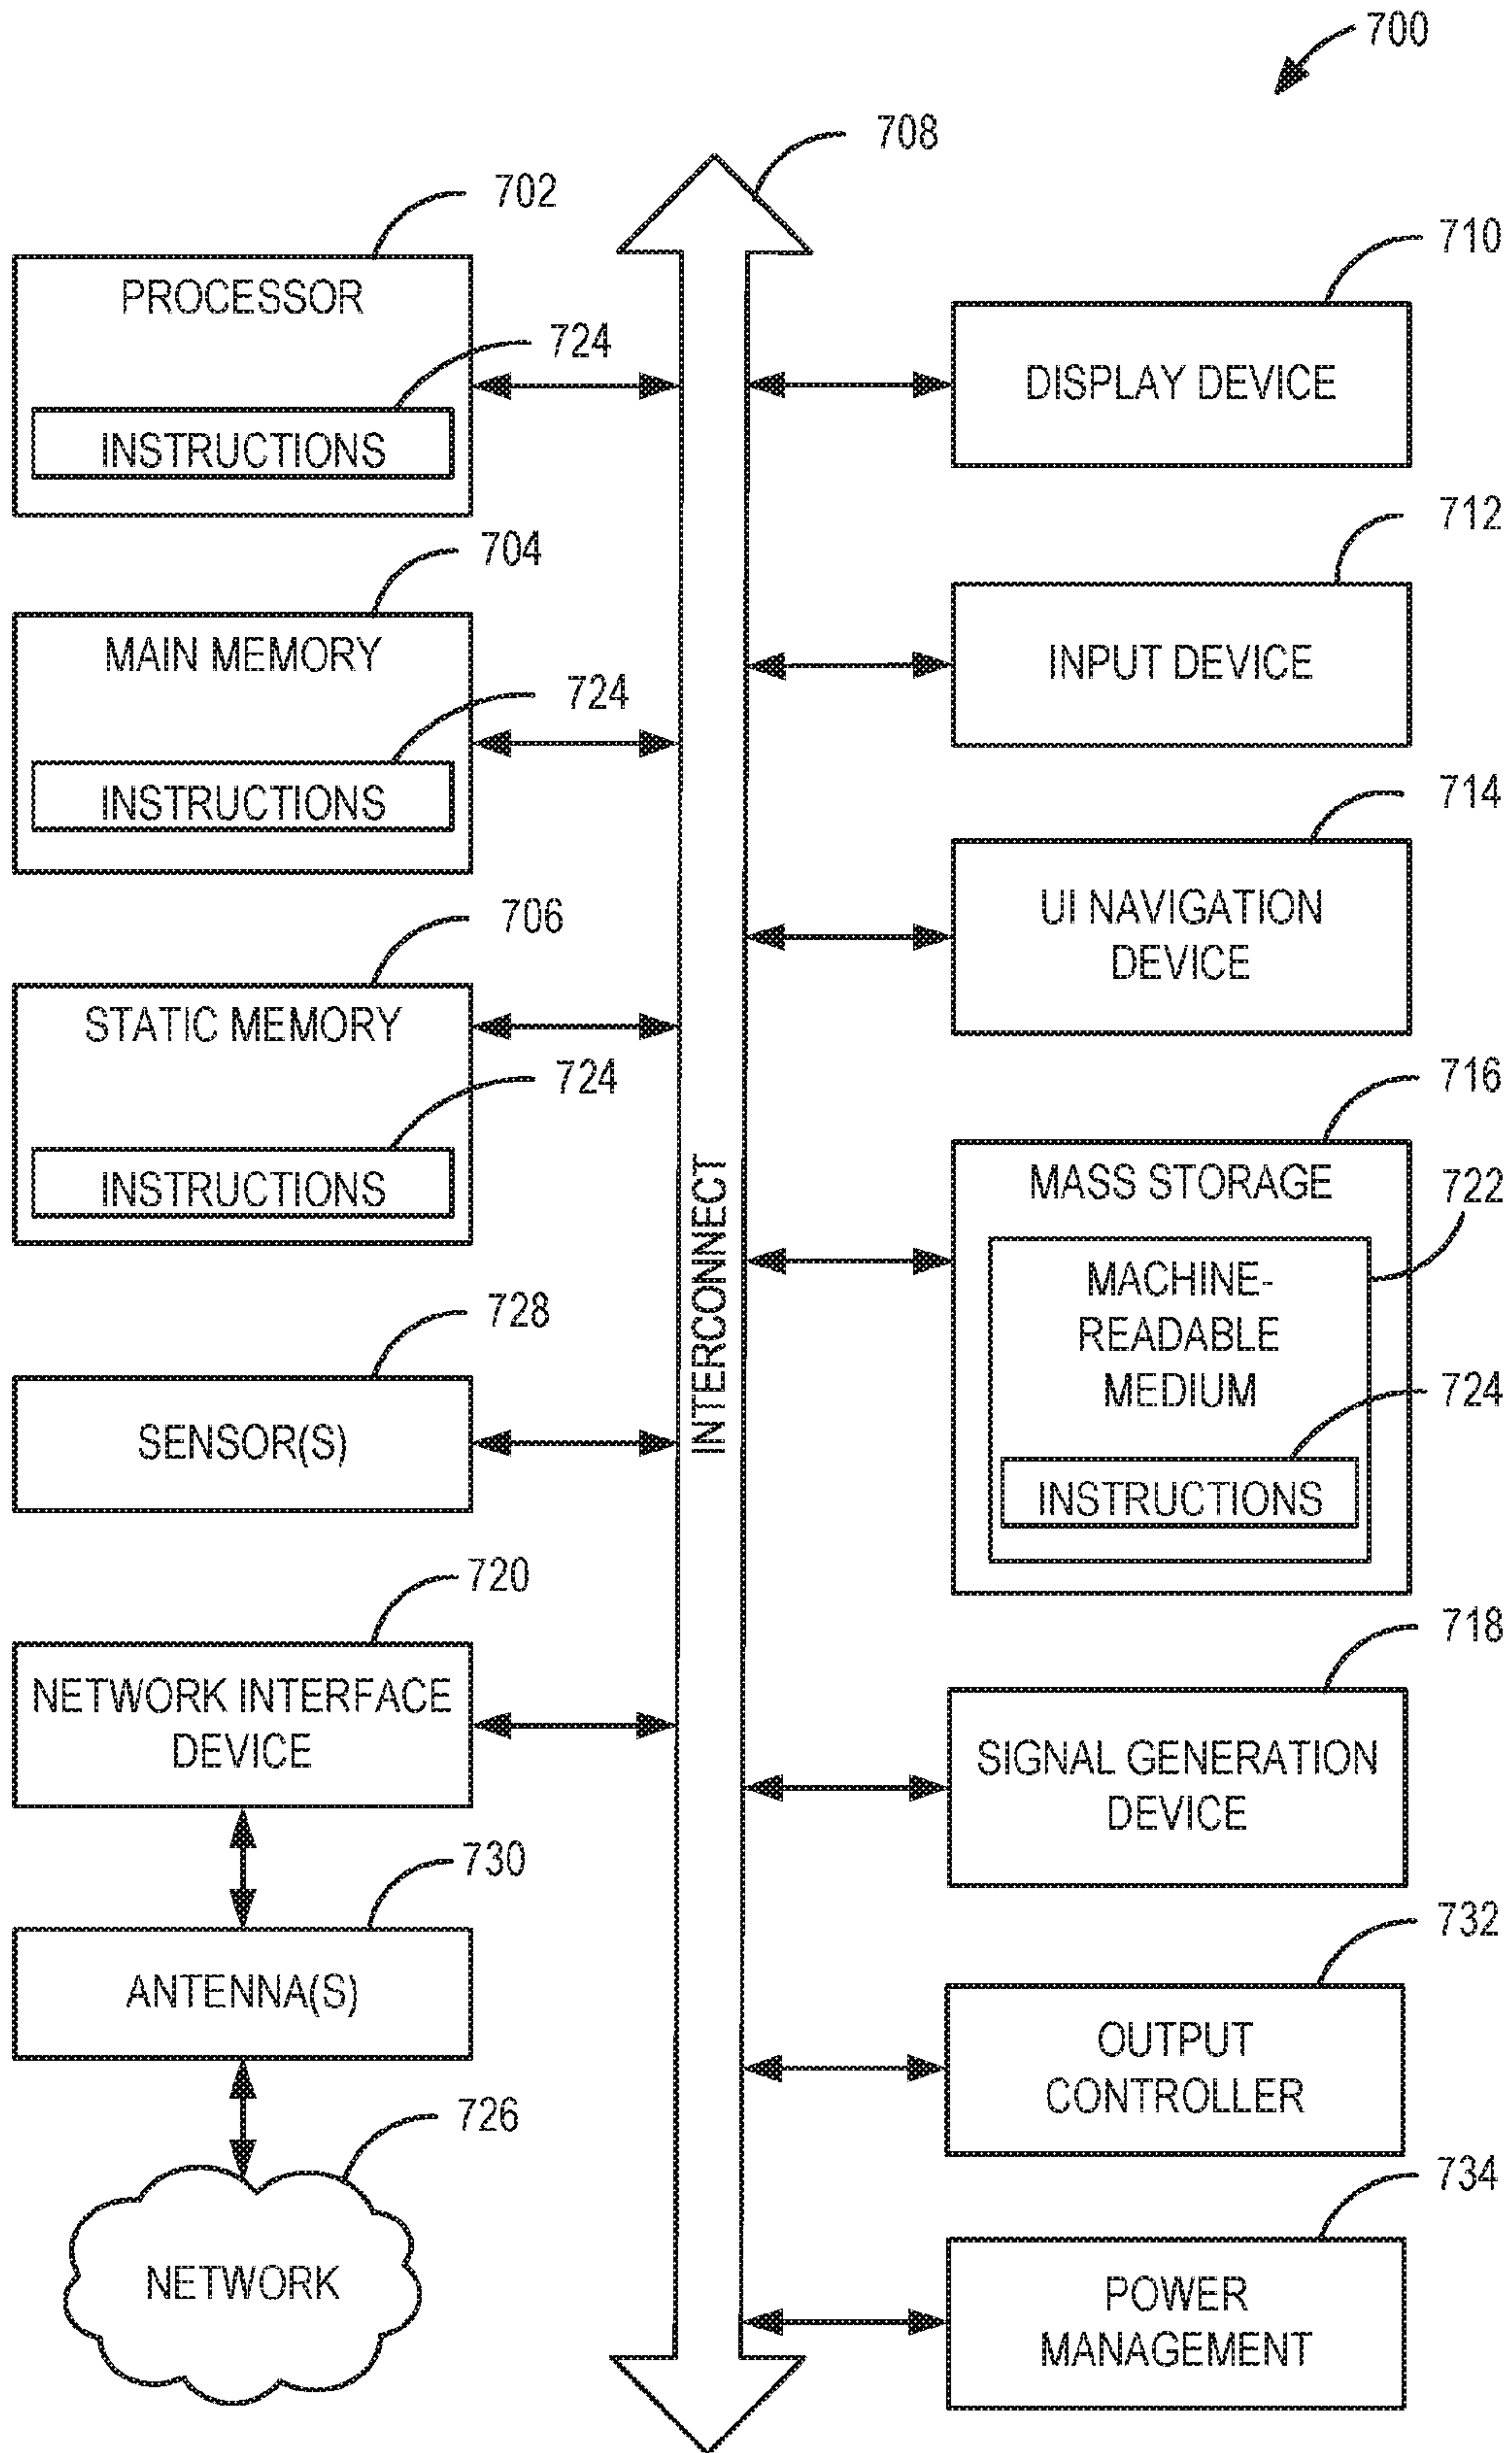 700
708
702
PROCESSOR
724
INSTRUCTIONS
704
MAIN MEMORY
724
INSTRUCTIONS
706
STATIC MEMORY
724
INSTRUCTIONS
728
SENSOR(S)
720
NETWORK INTERFACE
DEVICE
730
ANTENNA(S)
726
NETWORK
INTERCONNECT
710
DISPLAY DEVICE
712
INPUT DEVICE
714
UI NAVIGATION
DEVICE
716
MASS STORAGE
722
MACHINE-
READABLE
MEDIUM
724
INSTRUCTIONS
718
SIGNAL GENERATION
DEVICE
732
OUTPUT
CONTROLLER
734
POWER
MANAGEMENT